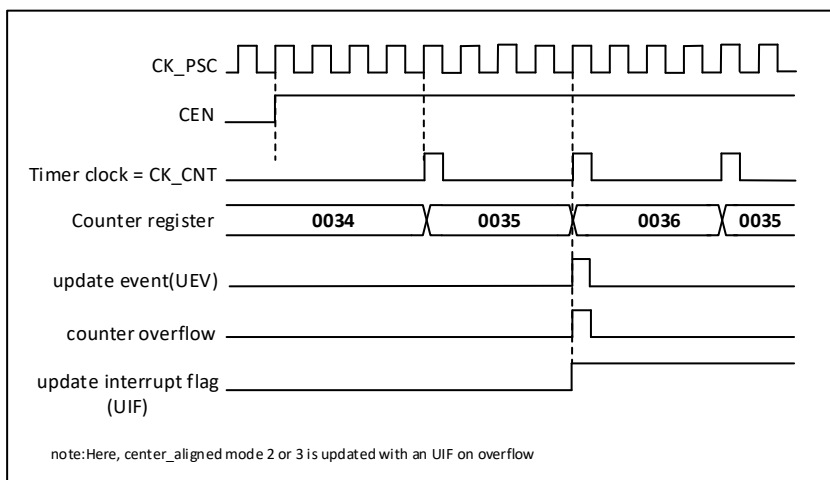 CK_PSC
CEN
Timer clock = CK_CNT
Counter register
0034
0035
0036
0035
update event(UEV)
counter overflow
update interrupt flag
(UIF)
note:Here, center_aligned mode 2 or 3 is updated with an UIF on overflow